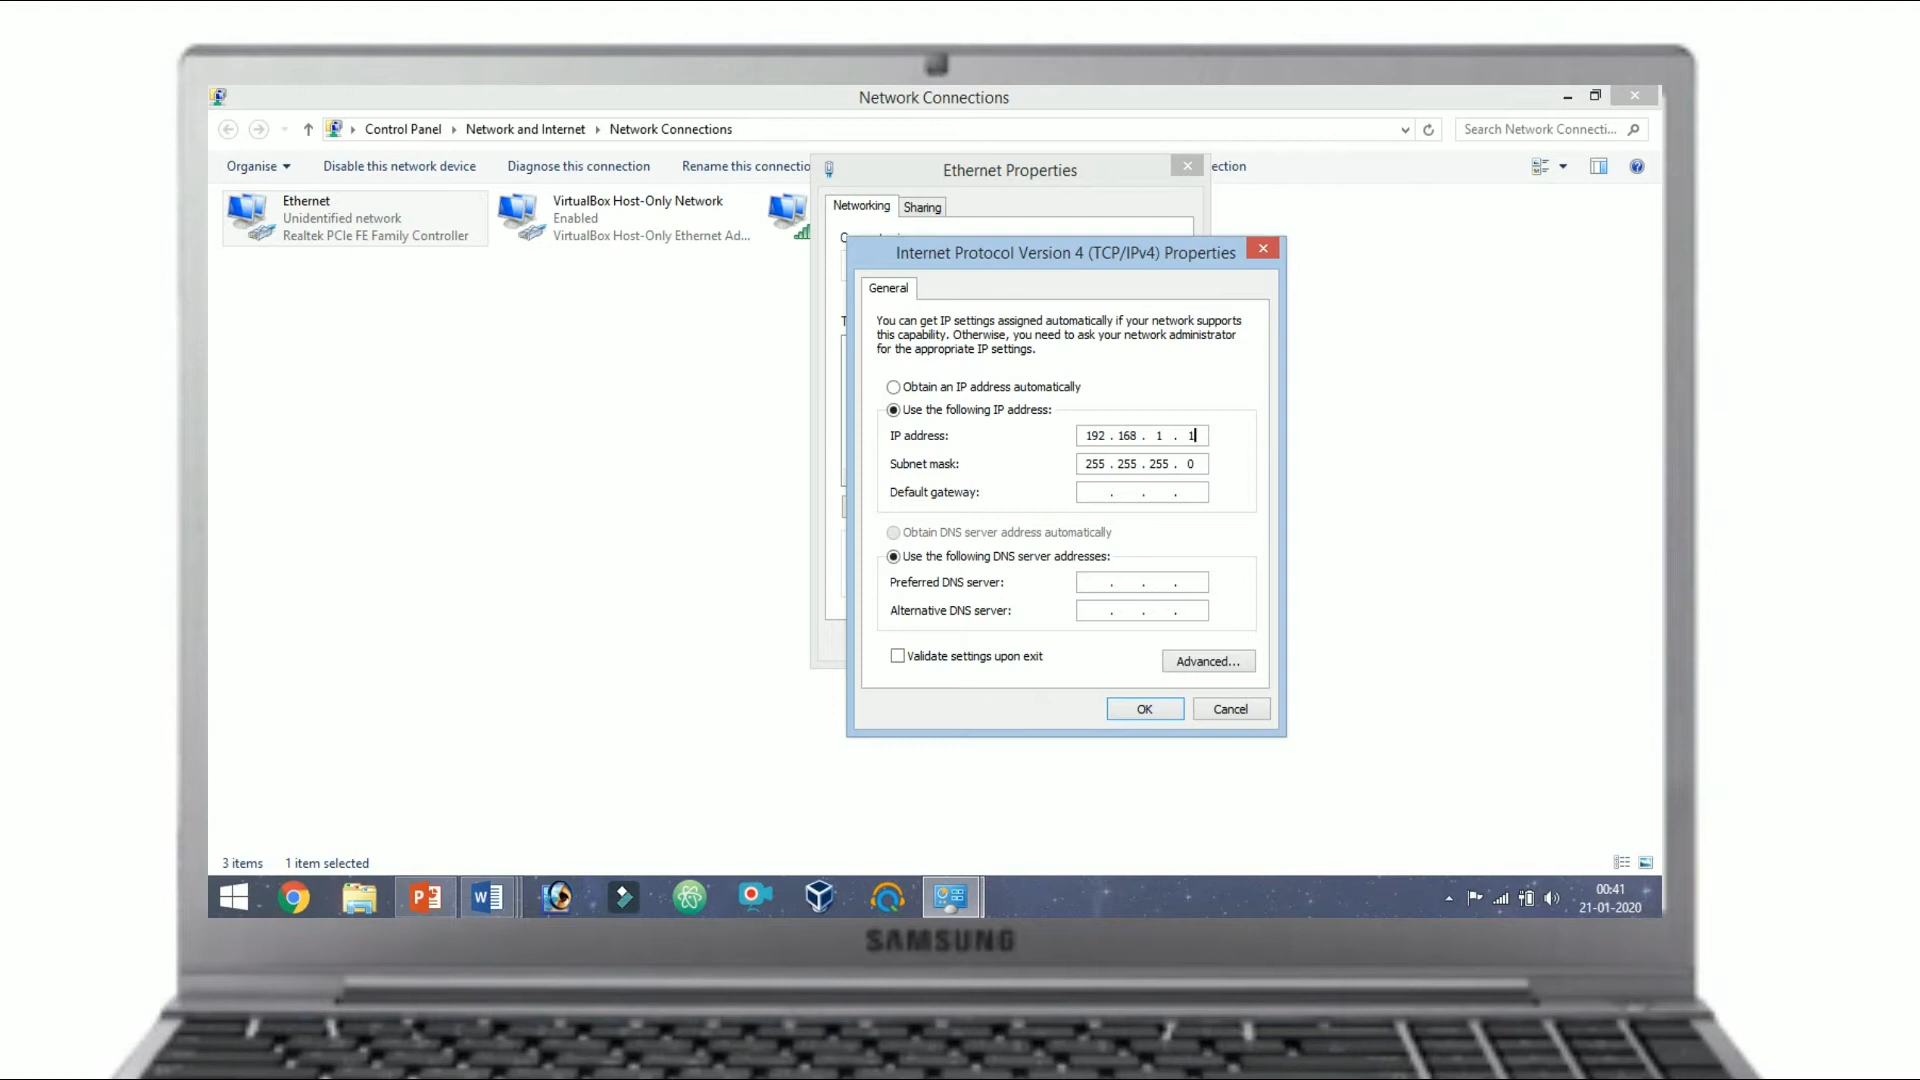 Network Connections
Control Panel
Network and Internet
Network Connections
Search Network Connecti...
Organise
Disable this network device
Diagnose this connection
Rename this connectio
ection
Ethernet
Unidentified network
Realtek PCIe FE Family Controller
VirtualBox Host-Only Network
Enabled
VirtualBox Host-Only Ethernet Ad...
Ethernet Properties
Networking
Sharing
Internet Protocol Version 4 (TCP/IPv4) Properties
General
You can get IP settings assigned automatically if your network supports
this capability. Otherwise, you need to ask your network administrator
for the appropriate IP settings.
Obtain an IP address automatically
Use the following IP address:
IP address: 192 . 168 . 1 . 1
Subnet mask: 255 . 255 . 255 . 0
Default gateway: . . .
Obtain DNS server address automatically
Use the following DNS server addresses:
Preferred DNS server: . . .
Alternative DNS server: . . .
Validate settings upon exit
Advanced...
OK
Cancel
3 items
1 item selected
00:41
21-01-2020
SAMSUNG